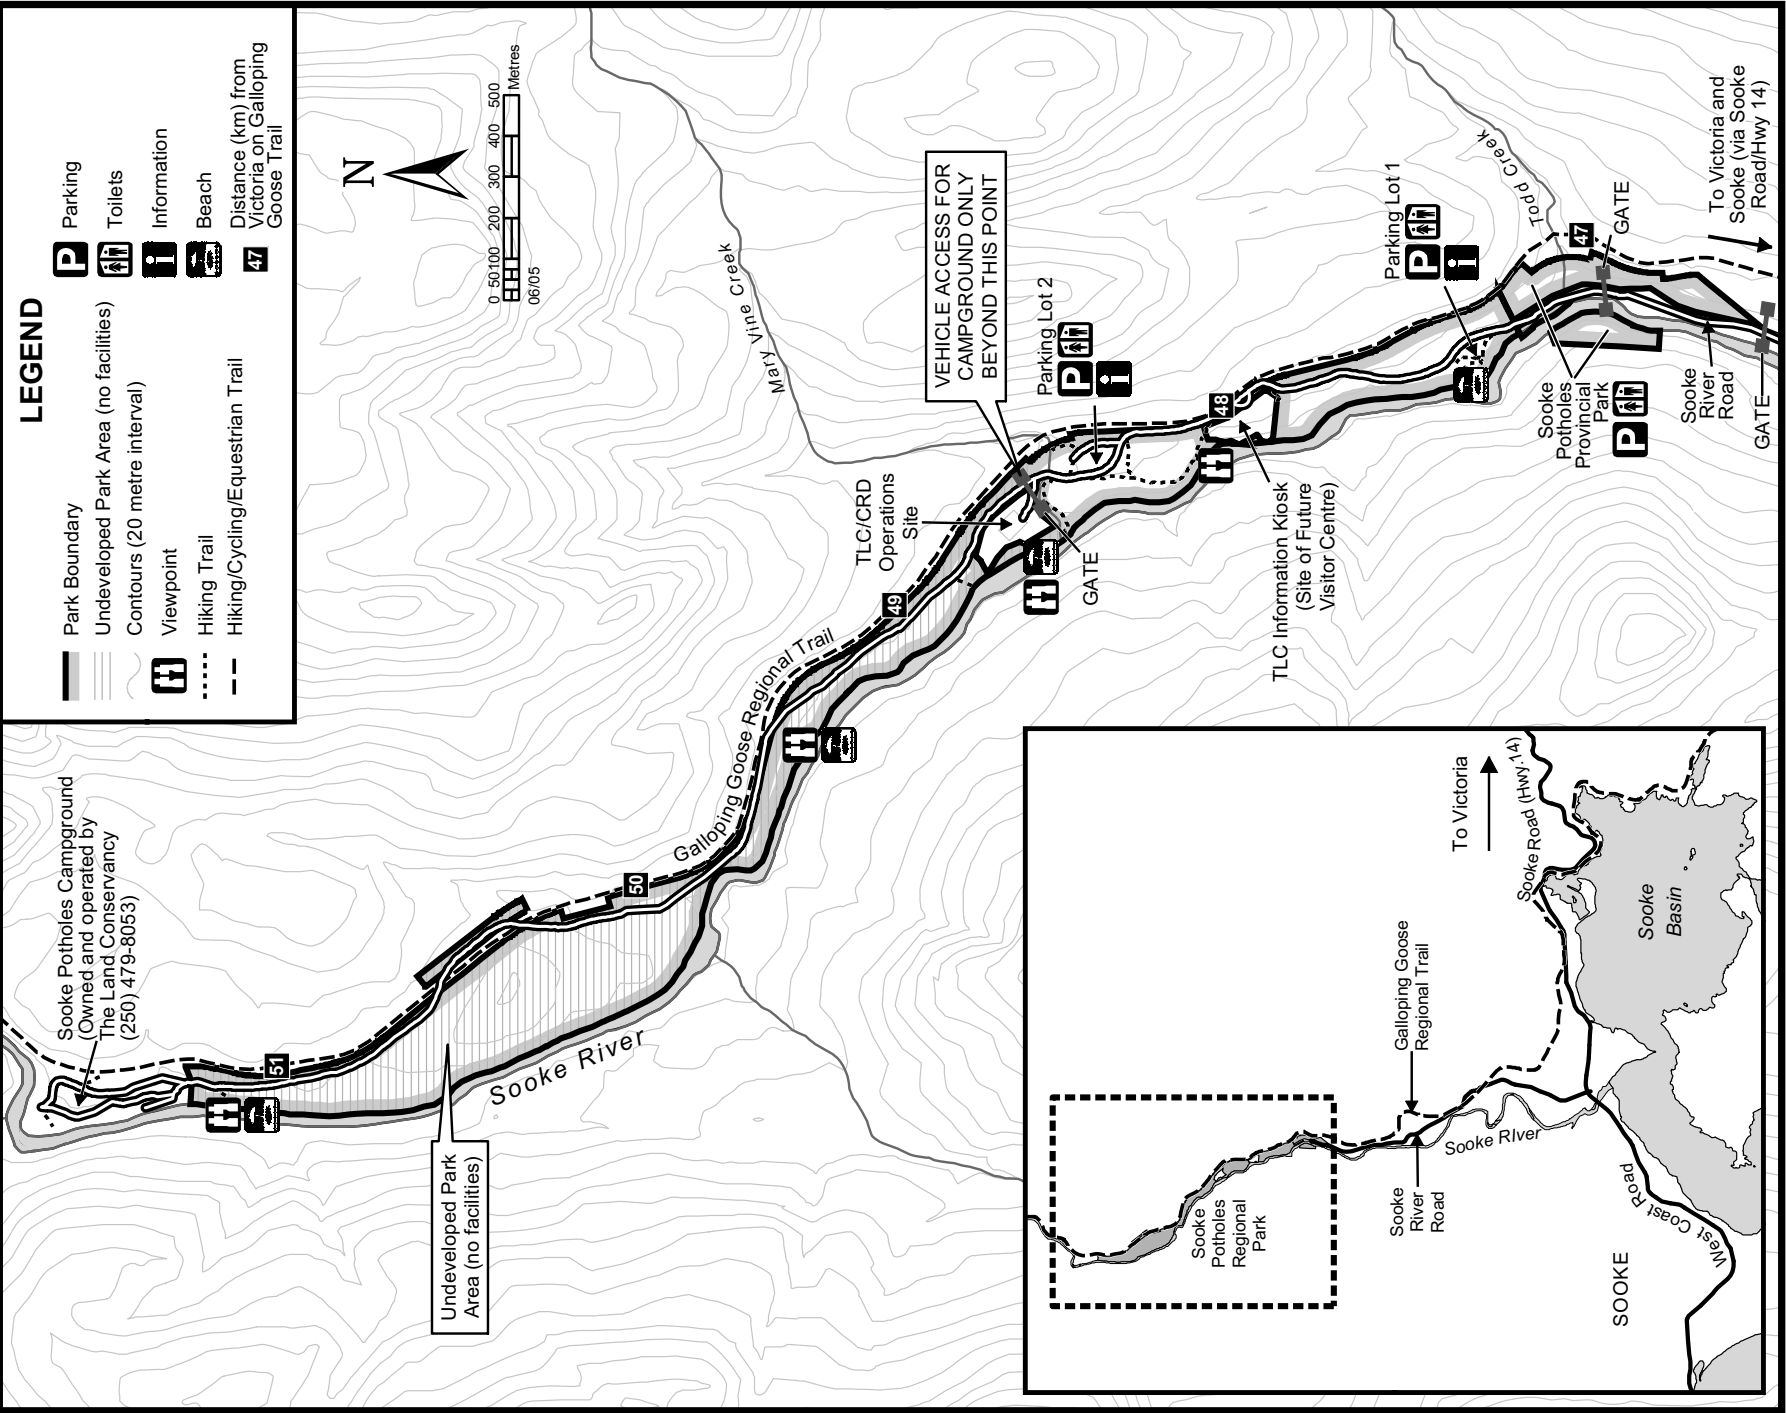 LEGEND
Park Boundary
Undeveloped Park Area (no facilities)
Contours (20 metre interval)
Viewpoint
Hiking Trail
Hiking/Cycling/Equestrian Trail
P
Parking
Toilets
i
Information
Beach
47
Distance (km) from
Victoria on Galloping
Goose Trail
N
0 50 100 200 300 400 500
Metres
06/05
Sooke Potholes Campground
(Owned and operated by
The Land Conservancy
(250) 479-8053)
51
50
49
48
47
Galloping Goose Regional Trail
Sooke River
Undeveloped Park
Area (no facilities)
Mary Vine Creek
TLC/CRD
Operations
Site
VEHICLE ACCESS FOR
CAMPGROUND ONLY
BEYOND THIS POINT
GATE
Parking Lot 2
P
i
TLC Information Kiosk
(Site of Future
Visitor Centre)
Parking Lot 1
P
i
Todd Creek
GATE
Sooke
Potholes
Provincial
Park
P
Sooke
River
Road
GATE
To Victoria and
Sooke (via Sooke
Road/Hwy 14)
To Victoria
Sooke Road (Hwy.14)
Sooke
Basin
Galloping Goose
Regional Trail
Sooke RIver
Sooke
River
Road
Sooke
Potholes
Regional
Park
West Coast Road
SOOKE